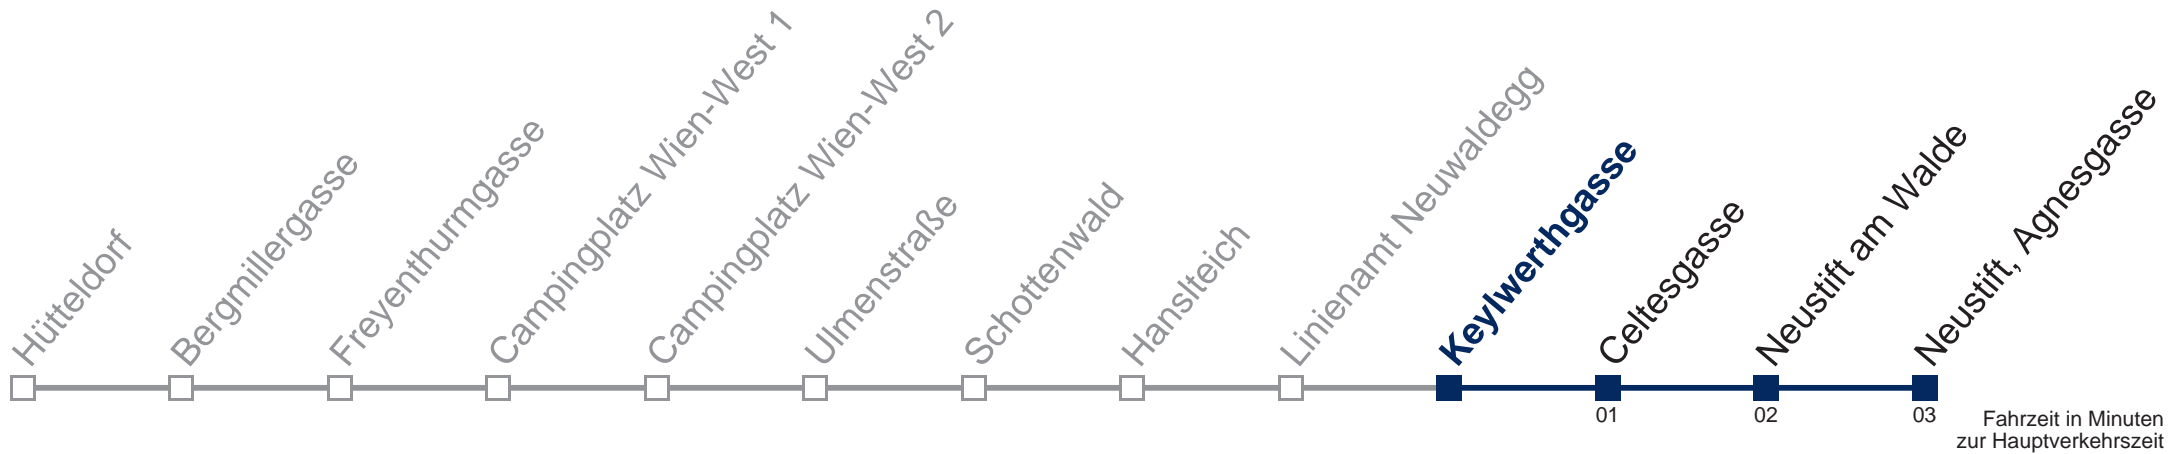 Hütteldorf
Bergmillergasse
Freyenthurmgasse
Campingplatz Wien-West 1
Campingplatz Wien-West 2
Ulmenstraße
Schottenwald
Hanslteich
Linienamt Neuwaldegg
Keylwerthgasse
Celtesgasse
Neustift am Walde
Neustift, Agnesgasse
01
02
03
Fahrzeit in Minuten
zur Hauptverkehrszeit